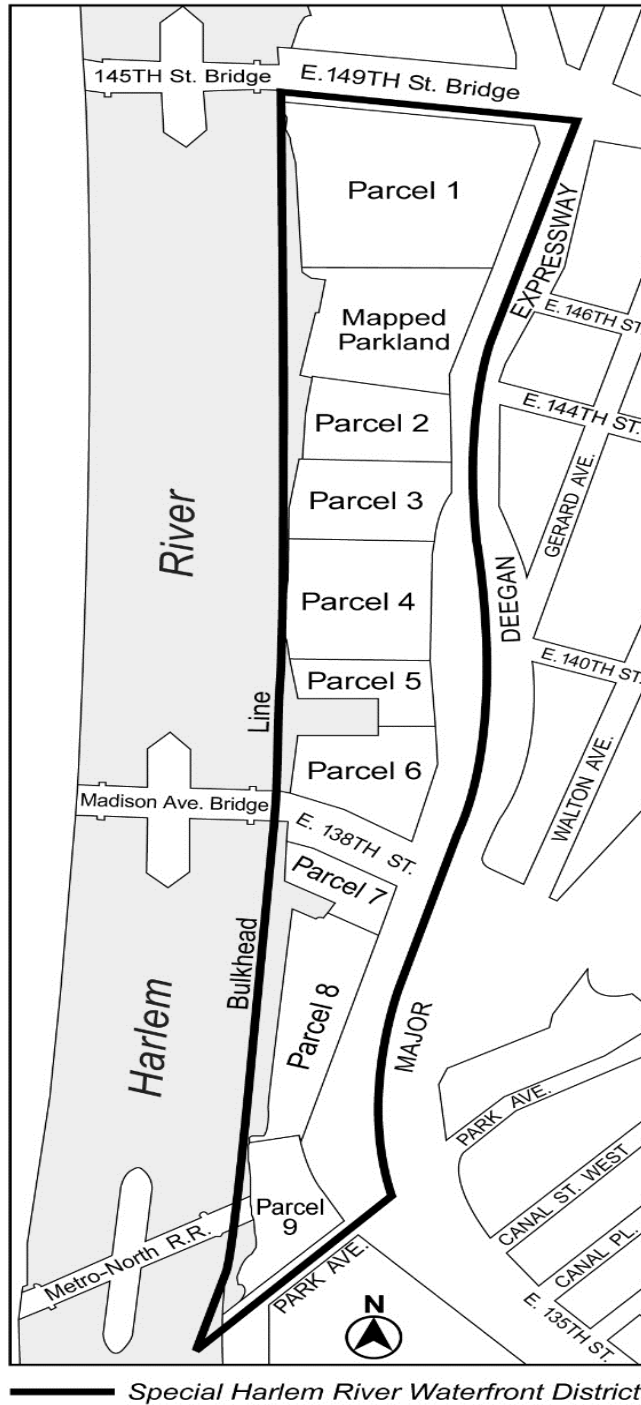 145TH St. Bridge
E. 149TH St. Bridge
Parcel 1
EXPRESSWAY
E. 146TH ST.
Mapped
Parkland
E. 144TH ST.
Parcel 2
GERARD AVE.
River
Parcel 3
DEEGAN
Parcel 4
E. 140TH ST.
Parcel 5
Line
WALTON AVE.
Parcel 6
Madison Ave. Bridge
E. 138TH ST.
Parcel 7
Bulkhead
Parcel 8
Harlem
MAJOR
PARK AVE.
CANAL ST. WEST
Parcel
9
CANAL PL.
Metro-North R.R.
PARK AVE.
E. 135TH ST.
N
Special Harlem River Waterfront District